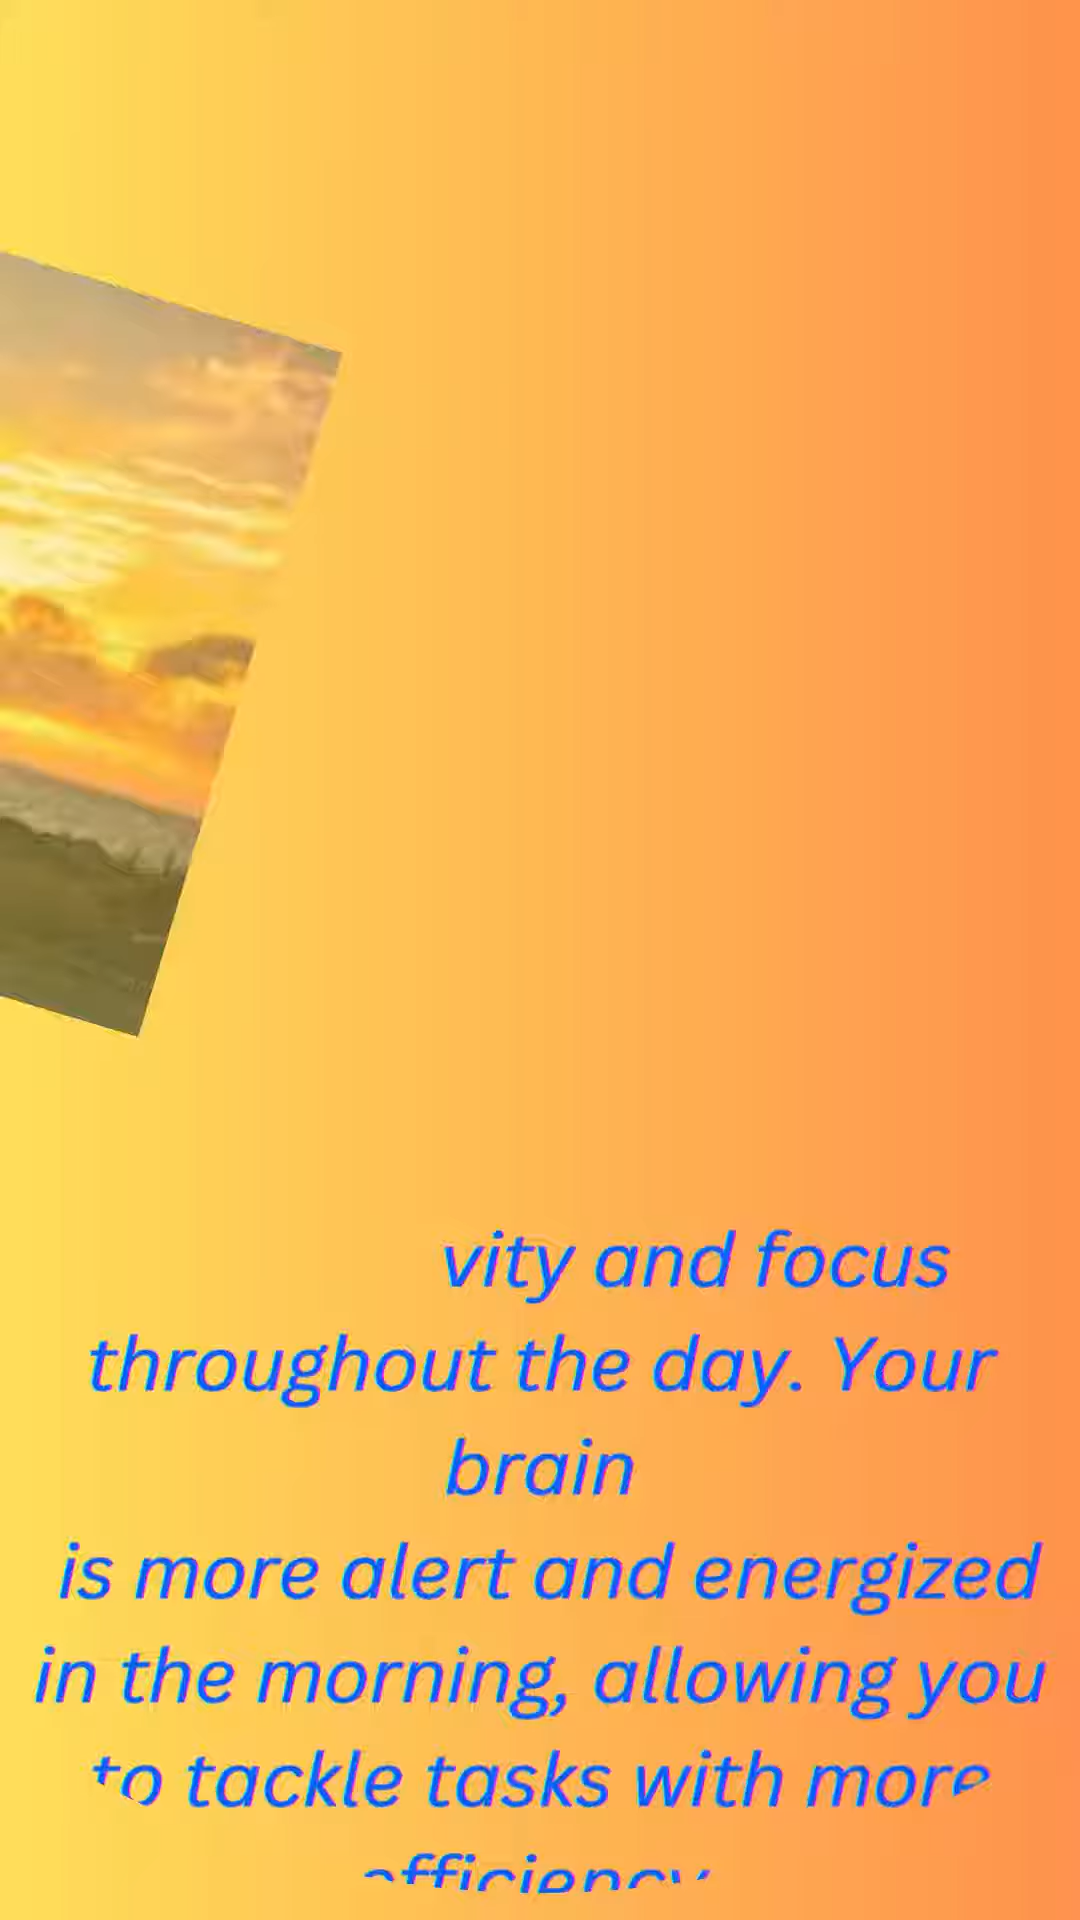 vity and focus
throughout the day. Your
brain
is more alert and energized
in the morning, allowing you
to tackle tasks with more
efficiency